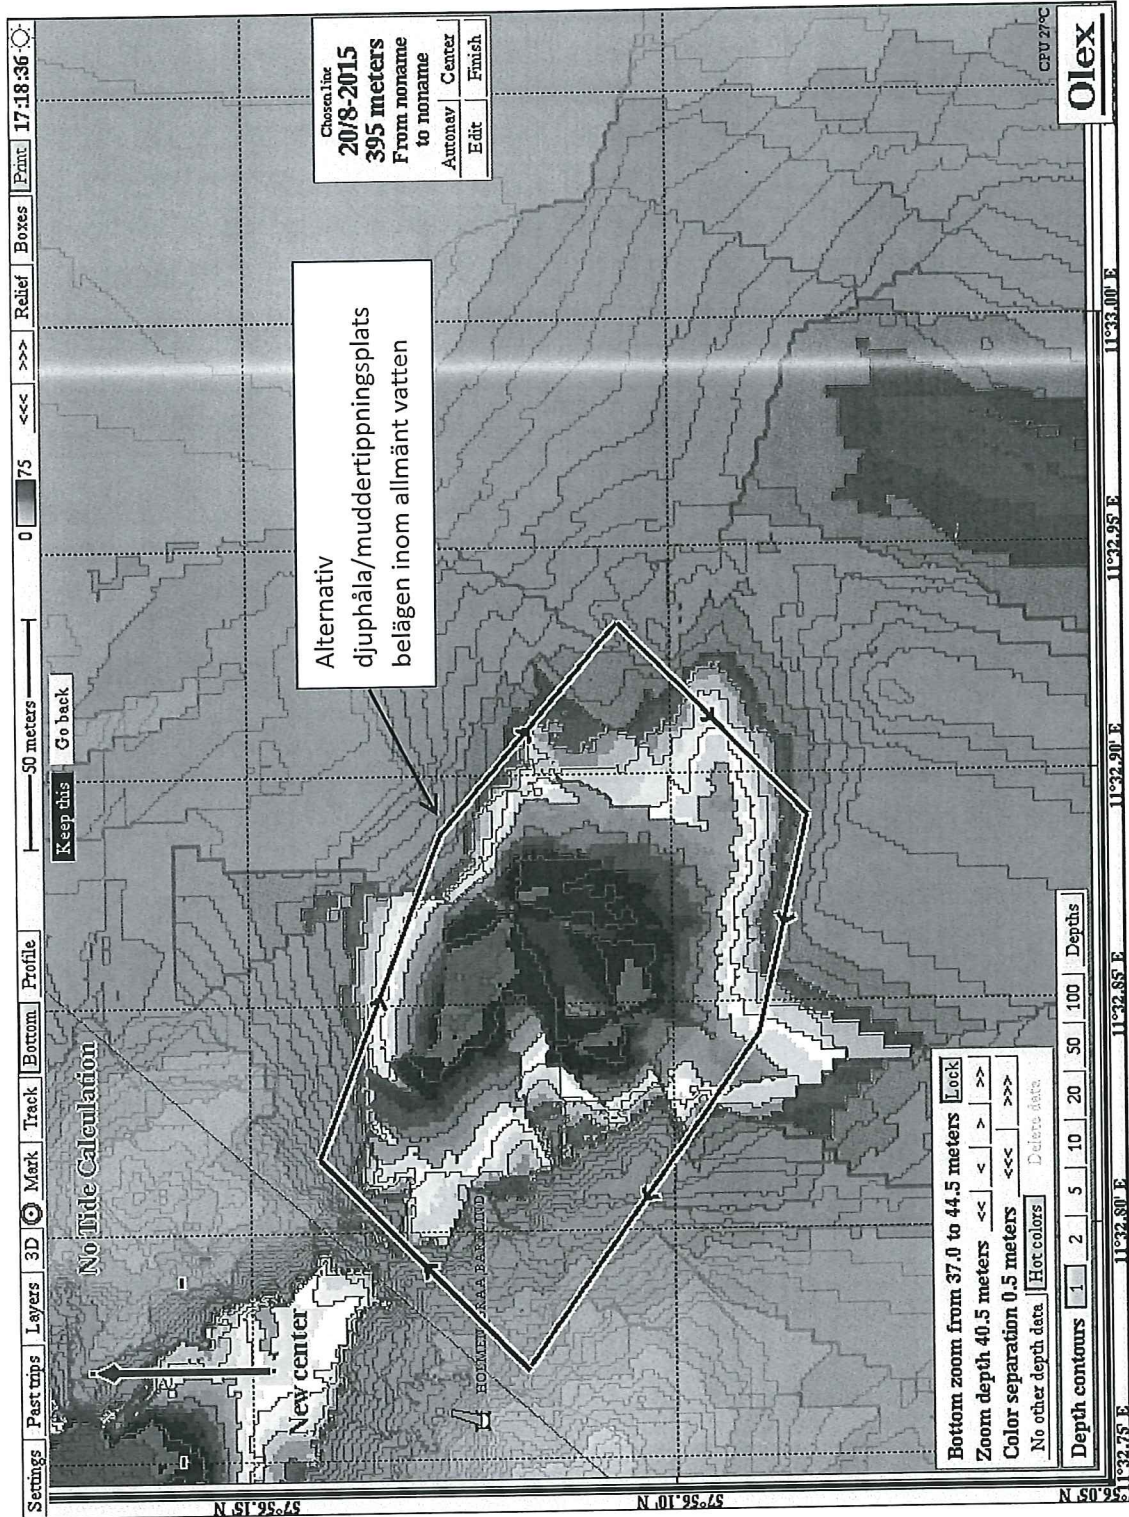 Settings Past trips Layers 3D Mark Track Bottom Profile
50 meters
0 75 <<< >>> Relief Boxes Print 17:18:36
Keep this Go back
No Tide Calculation
Chosen line
20/8-2015
395 meters
From noname
to noname
Autonav Center
Edit Finish
Alternativ
djuphåla/muddertippningsplats
belägen inom allmänt vatten
New center
Bottom zoom from 37.0 to 44.5 meters Lock
Zoom depth 40.5 meters << < > >>
Color separation 0.5 meters <<< >>>
No other depth data Hot colors Delete data
Depth contours 1 2 5 10 20 50 100 Depths
CPU 27°C
Olex
57°56.15' N
57°56.10' N
56.05' N
11°32.75' E
11°32.80' E
11°32.85' E
11°32.90' E
11°32.95' E
11°33.00' E